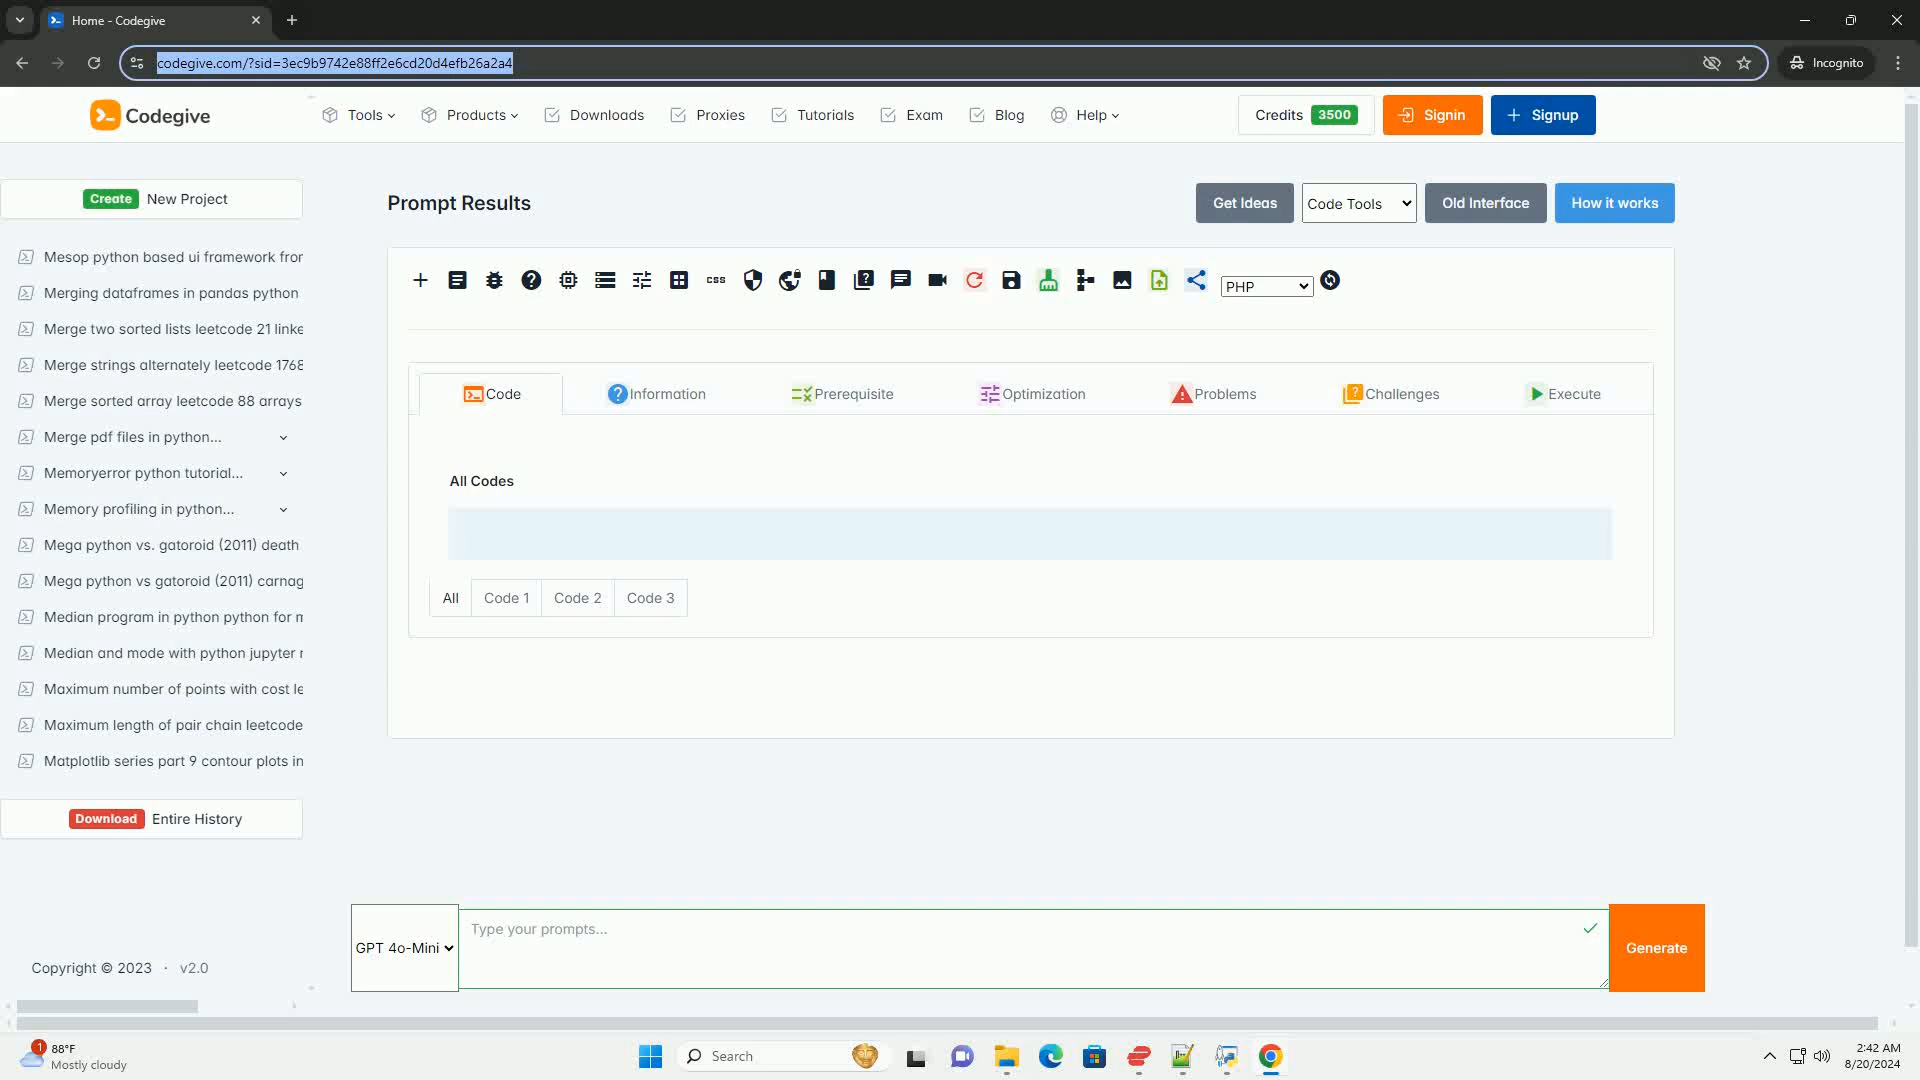 Home - Codegive
codegive.com/?sid=3ec9b9742e88ff2e6cd20d4efb26a2a4
Incognito
Codegive
Tools
Products
Downloads
Proxies
Tutorials
Exam
Blog
Help
Credits 3500
Signin
Signup
Create New Project
Prompt Results
Get Ideas
Code Tools
Old Interface
How it works
Mesop python based ui framework fror
Merging dataframes in pandas python
Merge two sorted lists leetcode 21 linke
Merge strings alternately leetcode 1768
Merge sorted array leetcode 88 arrays
Merge pdf files in python...
Memoryerror python tutorial...
Memory profiling in python...
Mega python vs. gatoroid (2011) death
Mega python vs gatoroid (2011) carnag
Median program in python python for m
Median and mode with python jupyter r
Maximum number of points with cost le
Maximum length of pair chain leetcode
Matplotlib series part 9 contour plots in
Download Entire History
Copyright © 2023 · v2.0
css
PHP
Code
Information
Prerequisite
Optimization
Problems
Challenges
Execute
All Codes
All
Code 1
Code 2
Code 3
GPT 4o-Mini
Type your prompts...
Generate
1
88°F
Mostly cloudy
Search
2:42 AM
8/20/2024